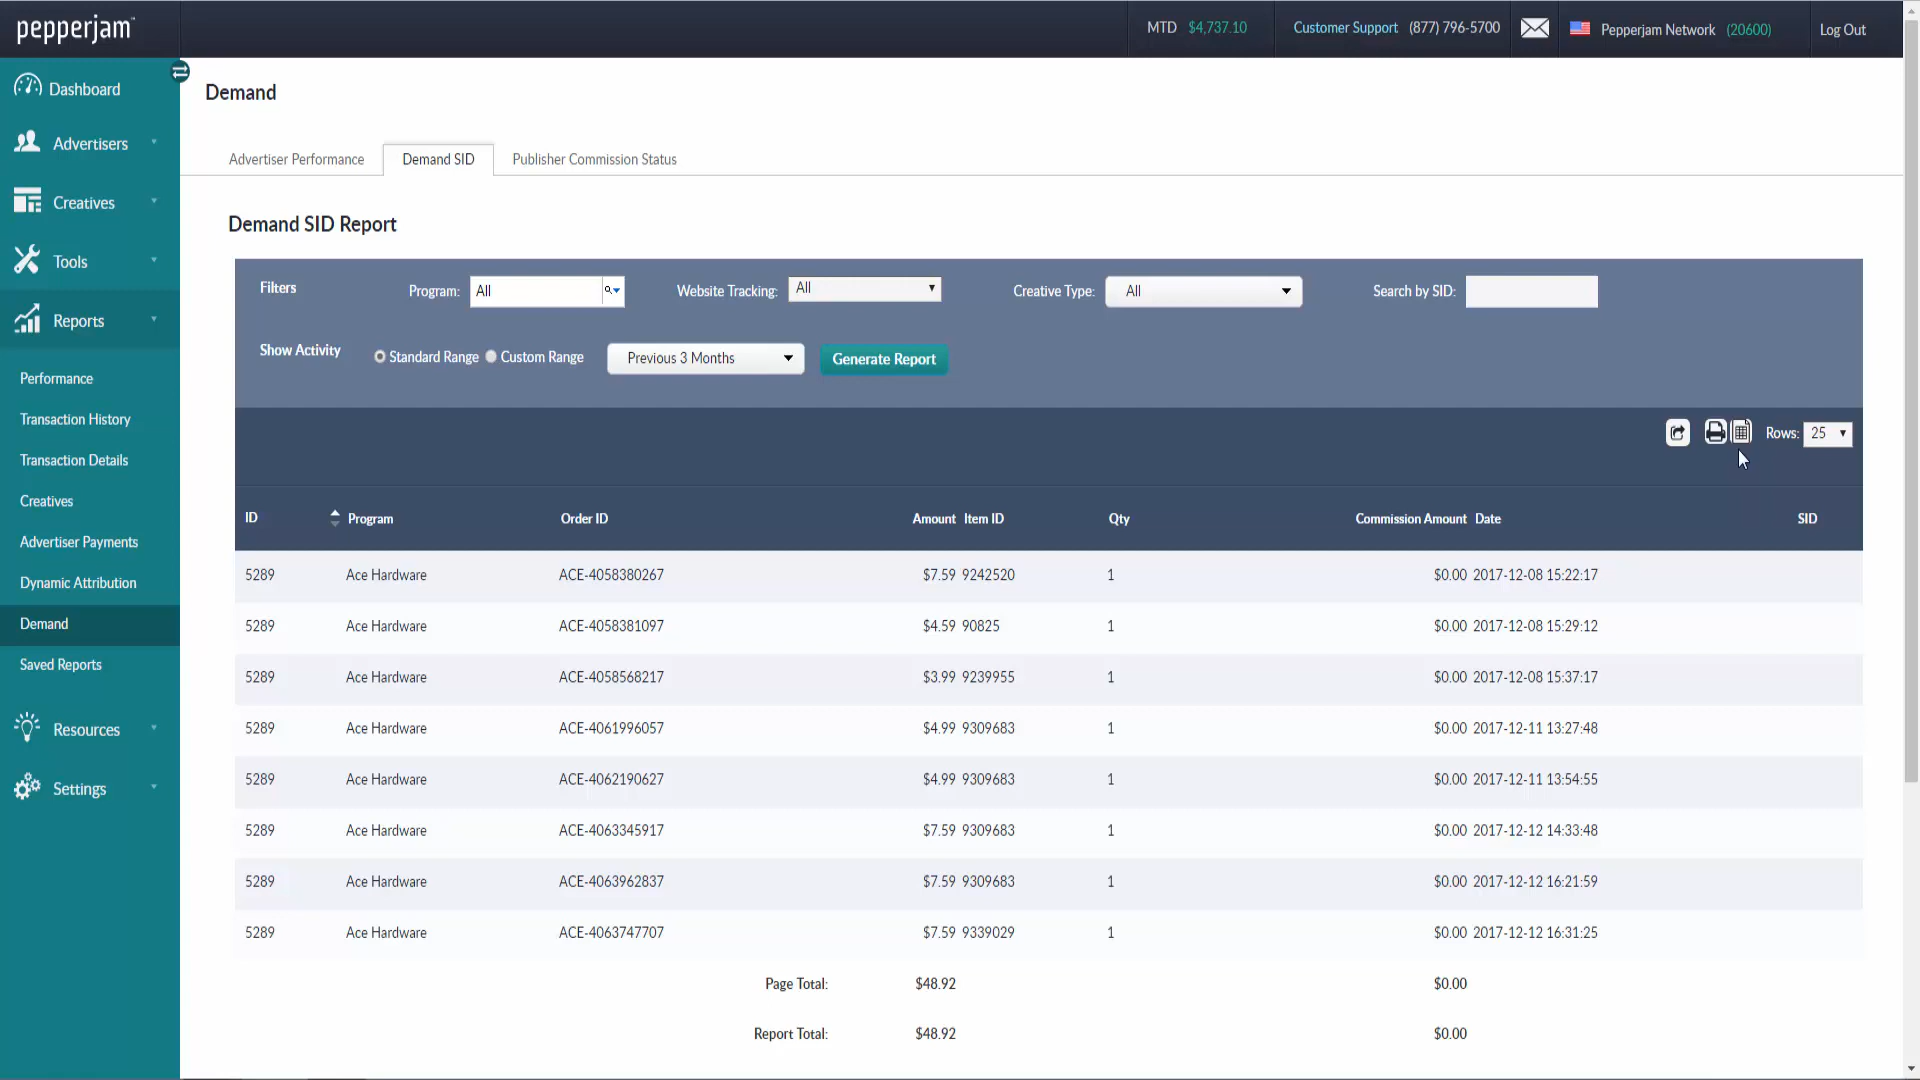 pepperjam™
MTD $4,737.10 Customer Support (877) 796-5700 Pepperjam Network (20600) Log Out
Dashboard
Advertisers
Creatives
Tools
Reports
Performance
Transaction History
Transaction Details
Creatives
Advertiser Payments
Dynamic Attribution
Demand
Saved Reports
Resources
Settings
Demand
Advertiser Performance Demand SID Publisher Commission Status
Demand SID Report
Filters Program: All Website Tracking: All Creative Type: All Search by SID:
Show Activity Standard Range Custom Range Previous 3 Months Generate Report
Rows: 25
ID Program Order ID Amount Item ID Qty Commission Amount Date SID
5289 Ace Hardware ACE-4058380267 $7.59 9242520 1 $0.00 2017-12-08 15:22:17
5289 Ace Hardware ACE-4058381097 $4.59 90825 1 $0.00 2017-12-08 15:29:12
5289 Ace Hardware ACE-4058568217 $3.99 9239955 1 $0.00 2017-12-08 15:37:17
5289 Ace Hardware ACE-4061996057 $4.99 9309683 1 $0.00 2017-12-11 13:27:48
5289 Ace Hardware ACE-4062190627 $4.99 9309683 1 $0.00 2017-12-11 13:54:55
5289 Ace Hardware ACE-4063345917 $7.59 9309683 1 $0.00 2017-12-12 14:33:48
5289 Ace Hardware ACE-4063962837 $7.59 9309683 1 $0.00 2017-12-12 16:21:59
5289 Ace Hardware ACE-4063747707 $7.59 9339029 1 $0.00 2017-12-12 16:31:25
Page Total: $48.92 $0.00
Report Total: $48.92 $0.00